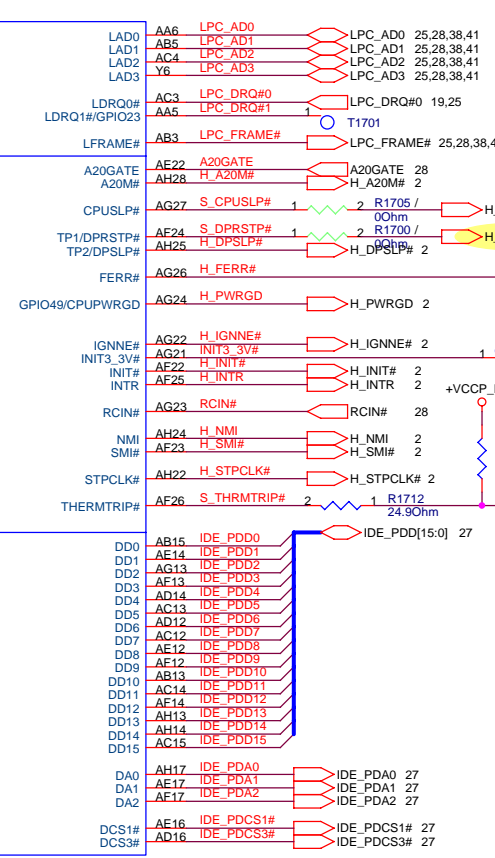 LAD0 AA6 LPC_AD0 LPC_AD0 25,28,38,41
LAD1 AB5 LPC_AD1 LPC_AD1 25,28,38,41
LAD2 AC4 LPC_AD2 LPC_AD2 25,28,38,41
LAD3 Y6 LPC_AD3 LPC_AD3 25,28,38,41
LDRQ0# AC3 LPC_DRQ#0 LPC_DRQ#0 19,25
LDRQ1#/GPIO23 AA5 LPC_DRQ#1 1 T1701
LFRAME# AB3 LPC_FRAME# LPC_FRAME# 25,28,38,4
A20GATE AE22 A20GATE A20GATE 28
A20M# AH28 H_A20M# H_A20M# 2
CPUSLP# AG27 S_CPUSLP# 1 2 R1705 / H_
0Ohm
TP1/DPRSTP# AF24 S_DPRSTP# 1 2 R1700 / H_
0Ohm
TP2/DPSLP# AH25 H_DPSLP# H_DPSLP# 2
FERR# AG26 H_FERR#
GPIO49/CPUPWRGD AG24 H_PWRGD H_PWRGD 2
IGNNE# AG22 H_IGNNE# H_IGNNE# 2
INIT3_3V# AG21 INIT3_3V# 1
INIT# AF22 H_INIT# H_INIT# 2
INTR AF25 H_INTR H_INTR 2
+VCCP_
RCIN# AG23 RCIN# RCIN# 28
NMI AH24 H_NMI H_NMI 2
SMI# AF23 H_SMI# H_SMI# 2
STPCLK# AH22 H_STPCLK# H_STPCLK# 2
THERMTRIP# AF26 S_THRMTRIP# 2 1 R1712
24.9Ohm
DD0 AB15 IDE_PDD0 IDE_PDD[15:0] 27
DD1 AE14 IDE_PDD1
DD2 AG13 IDE_PDD2
DD3 AF13 IDE_PDD3
DD4 AD14 IDE_PDD4
DD5 AC13 IDE_PDD5
DD6 AD12 IDE_PDD6
DD7 AC12 IDE_PDD7
DD8 AE12 IDE_PDD8
DD9 AF12 IDE_PDD9
DD10 AB13 IDE_PDD10
DD11 AC14 IDE_PDD11
DD12 AF14 IDE_PDD12
DD13 AH13 IDE_PDD13
DD14 AH14 IDE_PDD14
DD15 AC15 IDE_PDD15
DA0 AH17 IDE_PDA0 IDE_PDA0 27
DA1 AE17 IDE_PDA1 IDE_PDA1 27
DA2 AF17 IDE_PDA2 IDE_PDA2 27
DCS1# AE16 IDE_PDCS1# IDE_PDCS1# 27
DCS3# AD16 IDE_PDCS3# IDE_PDCS3# 27